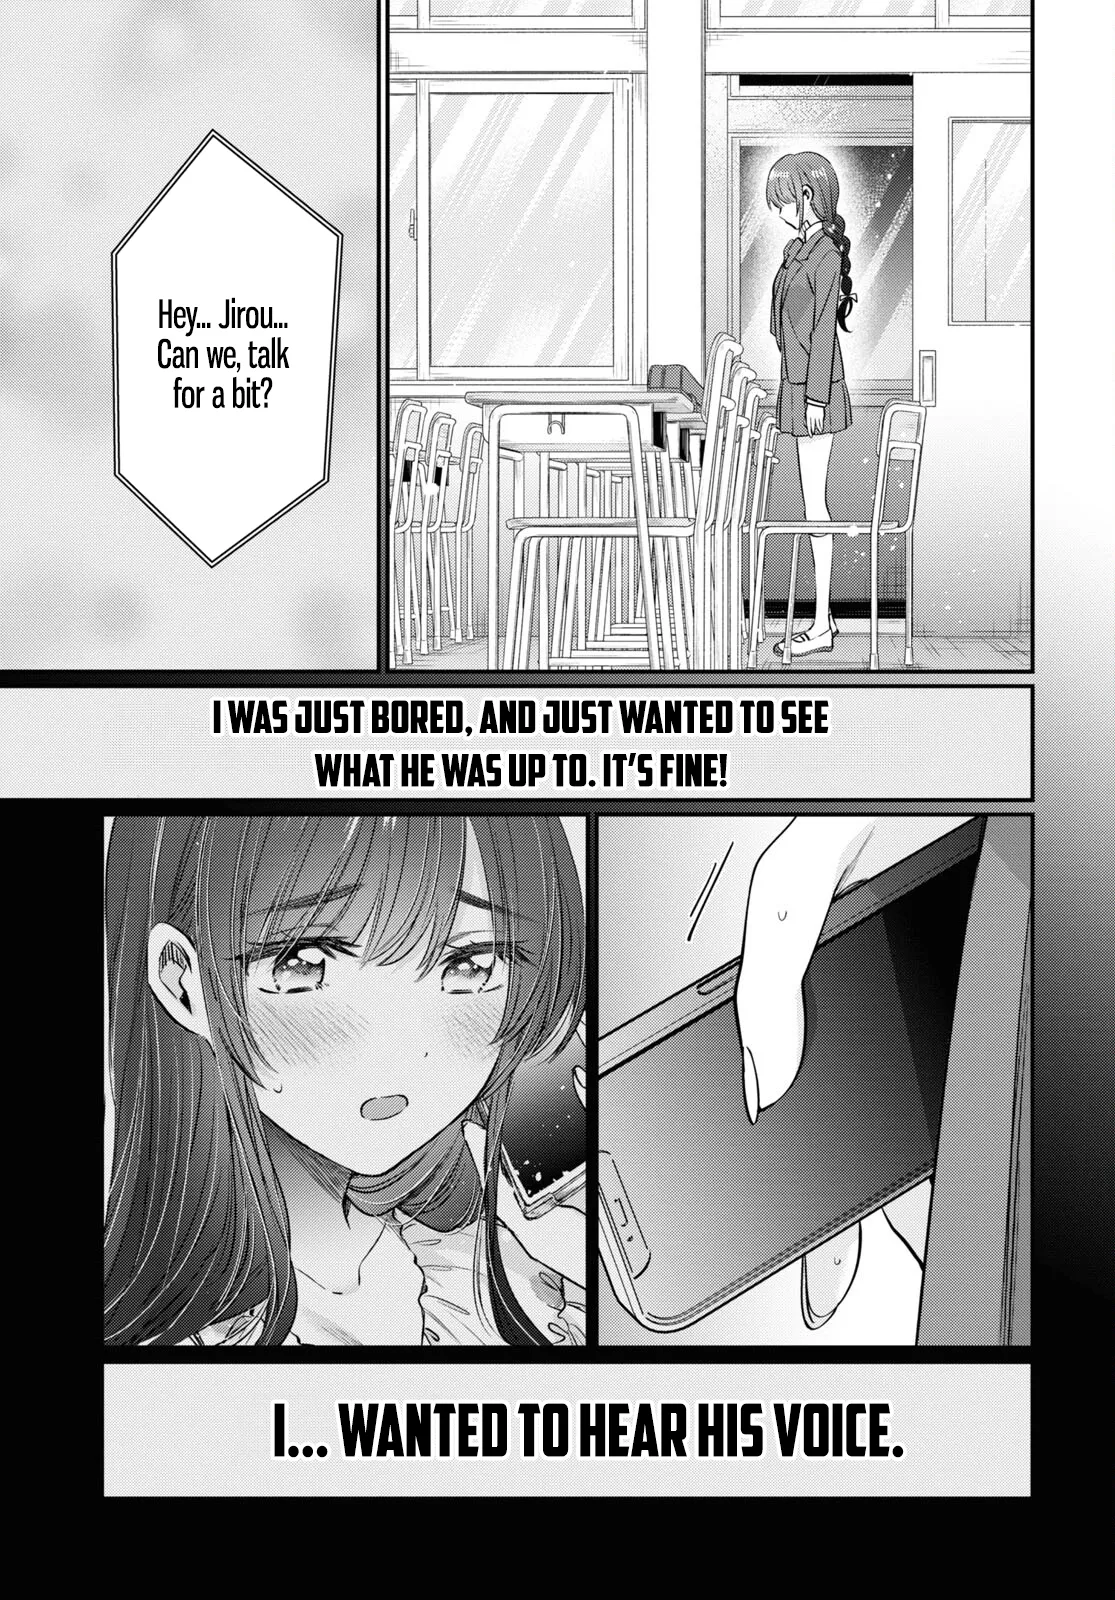 Hey... Jirou...
Can we, talk
for a bit?
I WAS JUST BORED, AND JUST WANTED TO SEE
WHAT HE WAS UP TO. IT'S FINE!
I... WANTED TO HEAR HIS VOICE.